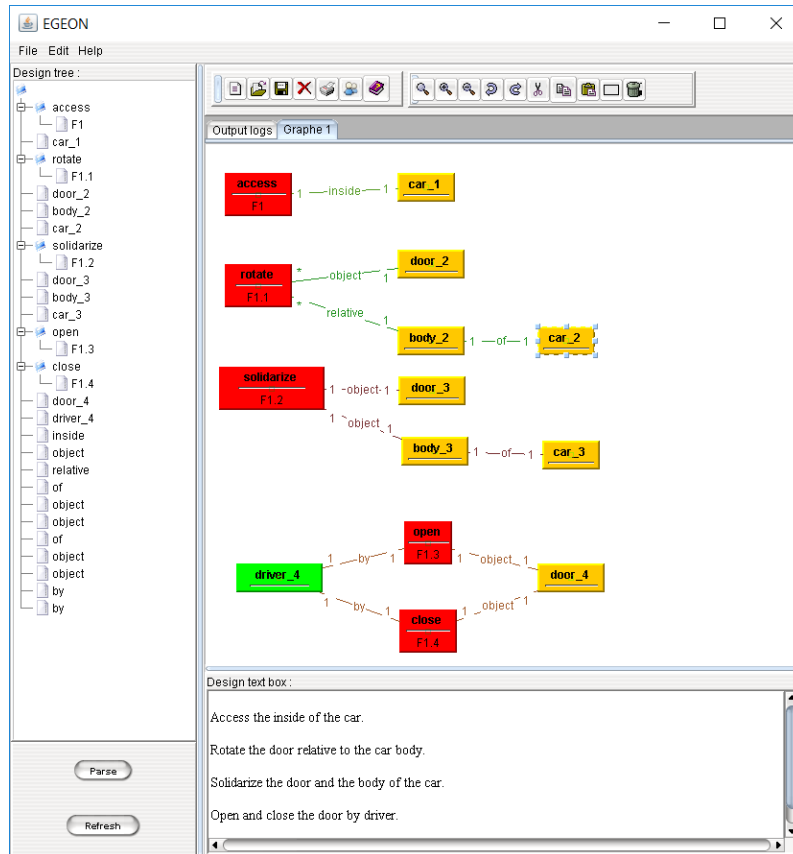 EGEON
File Edit Help
Design tree :
access
F1
car_1
rotate
F1.1
door_2
body_2
car_2
solidarize
F1.2
door_3
body_3
car_3
open
F1.3
close
F1.4
door_4
driver_4
inside
object
relative
of
object
object
of
object
object
by
by
Parse
Refresh
Output logs Graphe 1
access
F1
1 inside 1
car_1
rotate
F1.1
* object 1
door_2
* relative 1
body_2
1 of 1
car_2
solidarize
F1.2
1 object 1
door_3
1 object 1
body_3
1 of 1
car_3
driver_4
1 by 1
open
F1.3
1 object 1
door_4
1 by 1
close
F1.4
1 object 1
Design text box :
Access the inside of the car.
Rotate the door relative to the car body.
Solidarize the door and the body of the car.
Open and close the door by driver.